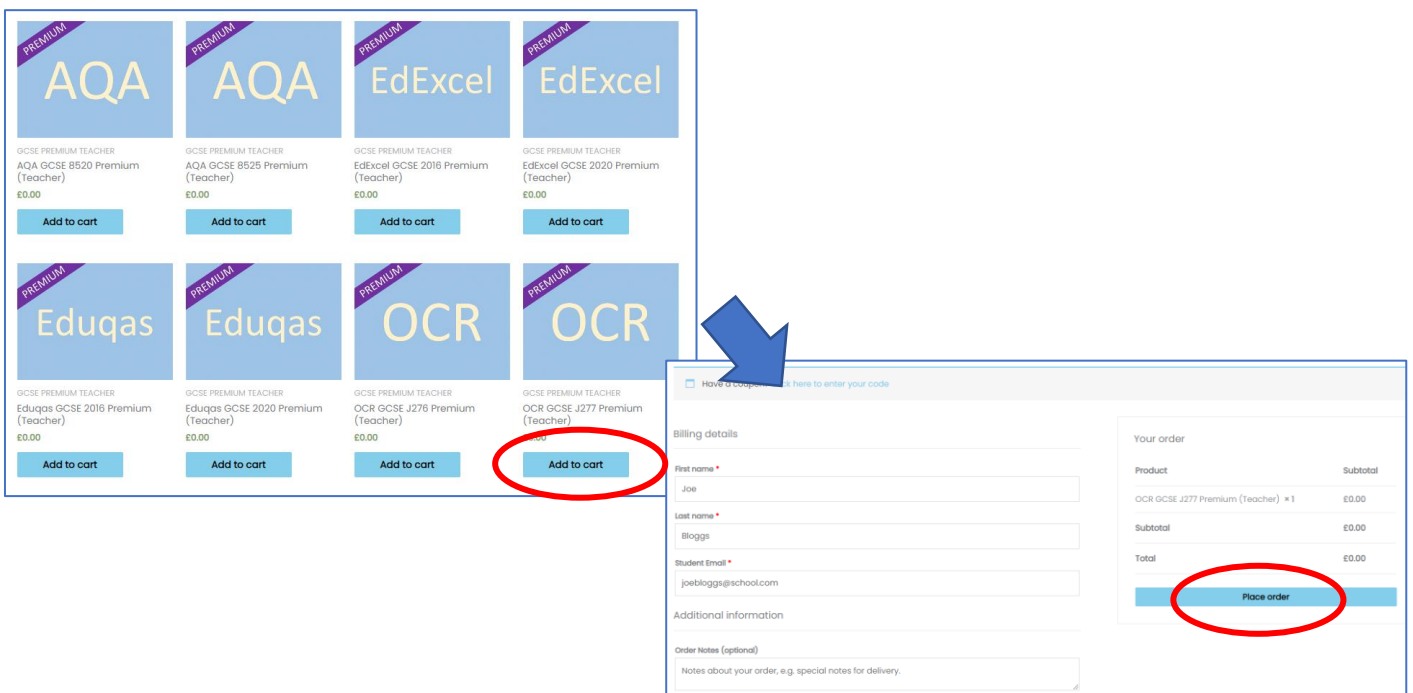 PREMIUM PREMIUM PREMIUM PREMIUM
AQA AQA EdExcel EdExcel
GCSE PREMIUM TEACHER GCSE PREMIUM TEACHER GCSE PREMIUM TEACHER GCSE PREMIUM TEACHER
AQA GCSE 8520 Premium AQA GCSE 8525 Premium EdExcel GCSE 2016 Premium EdExcel GCSE 2020 Premium
(Teacher) (Teacher) (Teacher) (Teacher)
£0.00 £0.00 £0.00 £0.00
Add to cart Add to cart Add to cart Add to cart
PREMIUM PREMIUM PREMIUM PREMIUM
Eduqas Eduqas OCR OCR
GCSE PREMIUM TEACHER GCSE PREMIUM TEACHER GCSE PREMIUM TEACHER GCSE PREMIUM TEACHER
Eduqas GCSE 2016 Premium Eduqas GCSE 2020 Premium OCR GCSE J276 Premium OCR GCSE J277 Premium
(Teacher) (Teacher) (Teacher) (Teacher)
£0.00 £0.00 £0.00 £0.00
Add to cart Add to cart Add to cart Add to cart
Have a here to enter your code
Billing details
First name *
Joe
Last name *
Bloggs
Student Email *
joebloggs@school.com
Additional information
Order Notes (optional)
Notes about your order, e.g. special notes for delivery.
Your order
Product Subtotal
OCR GCSE J277 Premium (Teacher) × 1 £0.00
Subtotal £0.00
Total £0.00
Place order